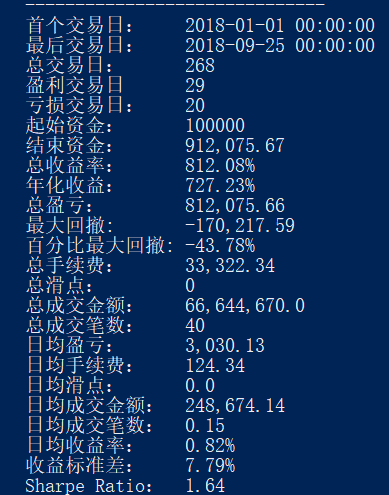 ------------------------------
首个交易日：  2018-01-01 00:00:00
最后交易日：  2018-09-25 00:00:00
总交易日：  268
盈利交易日  29
亏损交易日：  20
起始资金：  100000
结束资金：  912,075.67
总收益率：  812.08%
年化收益：  727.23%
总盈亏：  812,075.66
最大回撤:  -170,217.59
百分比最大回撤: -43.78%
总手续费：  33,322.34
总滑点：  0
总成交金额：  66,644,670.0
总成交笔数：  40
日均盈亏：  3,030.13
日均手续费：  124.34
日均滑点：  0.0
日均成交金额：  248,674.14
日均成交笔数：  0.15
日均收益率：  0.82%
收益标准差：  7.79%
Sharpe Ratio：  1.64